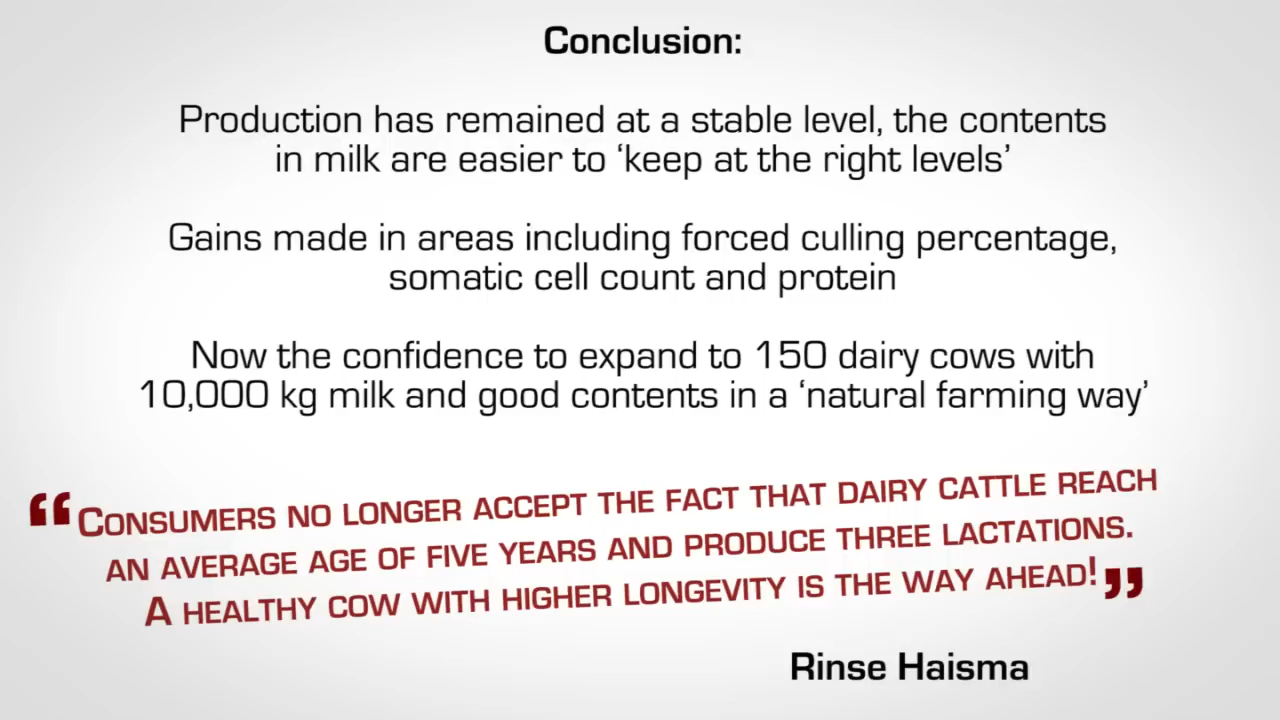 Conclusion:
Production has remained at a stable level, the contents
in milk are easier to ‘keep at the right levels’
Gains made in areas including forced culling percentage,
somatic cell count and protein
Now the confidence to expand to 150 dairy cows with
10,000 kg milk and good contents in a ‘natural farming way’
“Consumers no longer accept the fact that dairy cattle reach
an average age of five years and produce three lactations.
A healthy cow with higher longevity is the way ahead!”
Rinse Haisma